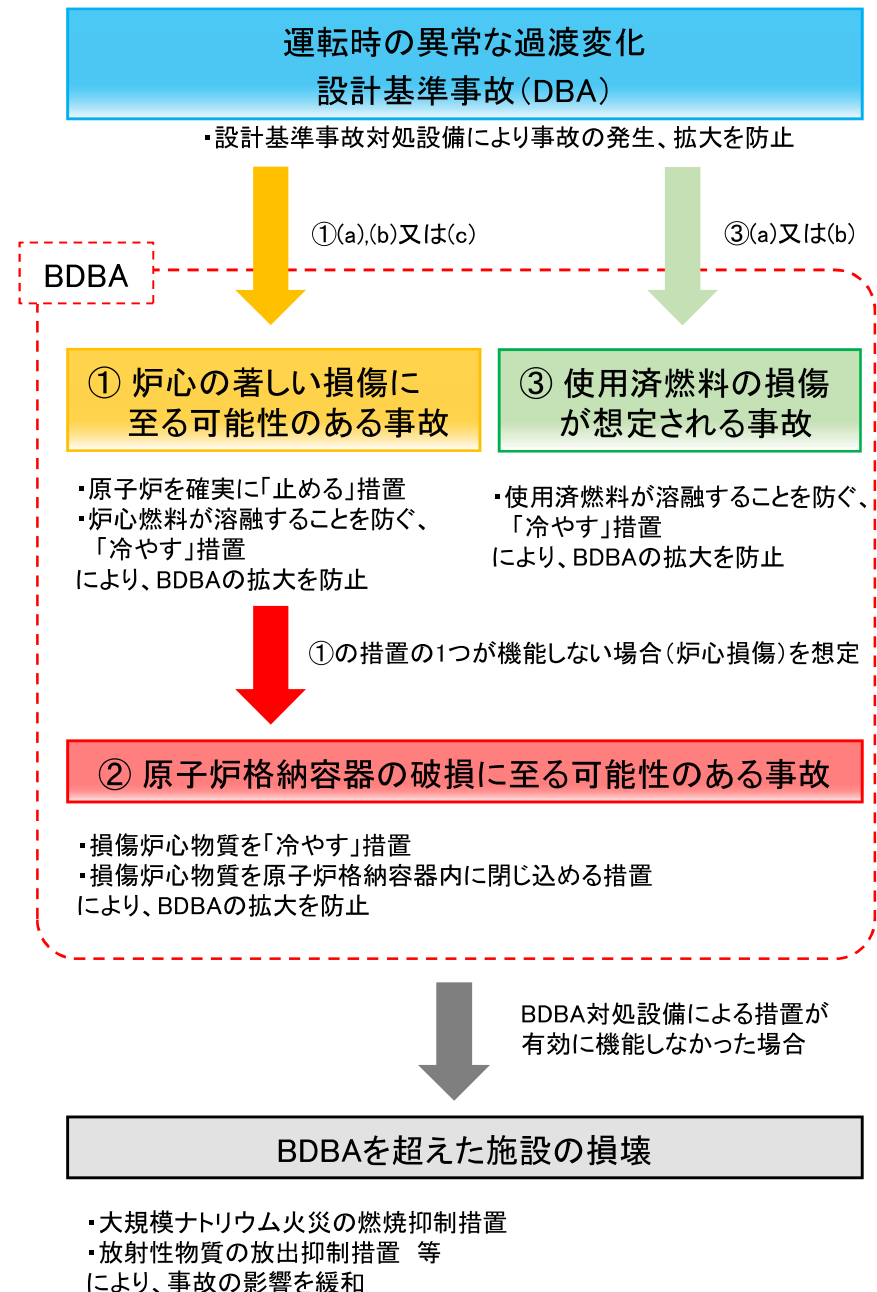 運転時の異常な過渡変化
設計基準事故(DBA)
・設計基準事故対処設備により事故の発生、拡大を防止
①(a),(b)又は(c)
③(a)又は(b)
BDBA
① 炉心の著しい損傷に
至る可能性のある事故
・原子炉を確実に「止める」措置
・炉心燃料が溶融することを防ぐ、
「冷やす」措置
により、BDBAの拡大を防止
③ 使用済燃料の損傷
が想定される事故
・使用済燃料が溶融することを防ぐ、
「冷やす」措置
により、BDBAの拡大を防止
①の措置の1つが機能しない場合(炉心損傷)を想定
② 原子炉格納容器の破損に至る可能性のある事故
・損傷炉心物質を「冷やす」措置
・損傷炉心物質を原子炉格納容器内に閉じ込める措置
により、BDBAの拡大を防止
BDBA対処設備による措置が
有効に機能しなかった場合
BDBAを超えた施設の損壊
・大規模ナトリウム火災の燃焼抑制措置
・放射性物質の放出抑制措置 等
により、事故の影響を緩和